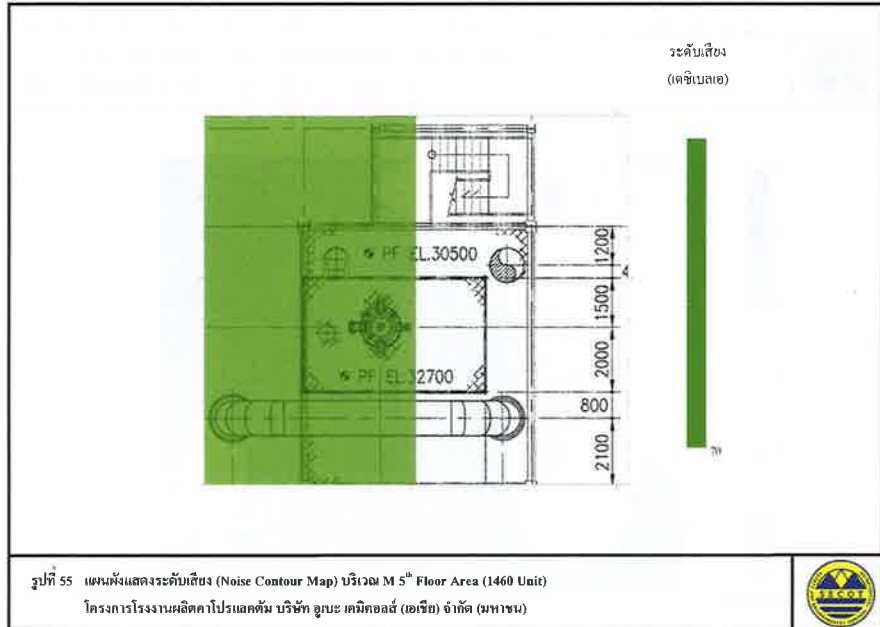 ระดับเสียง
(เดซิเบลเอ)
PF EL.30500
PF EL.32700
1200
4
1500
2000
800
2100
70
รูปที่ 55 แผนผังแสดงระดับเสียง (Noise Contour Map) บริเวณ M 5th Floor Area (1460 Unit)
โครงการโรงงานผลิตคาโปรแลคตัม บริษัท อูเบะ เคมิคอลส์ (เอเชีย) จำกัด (มหาชน)
SECOT